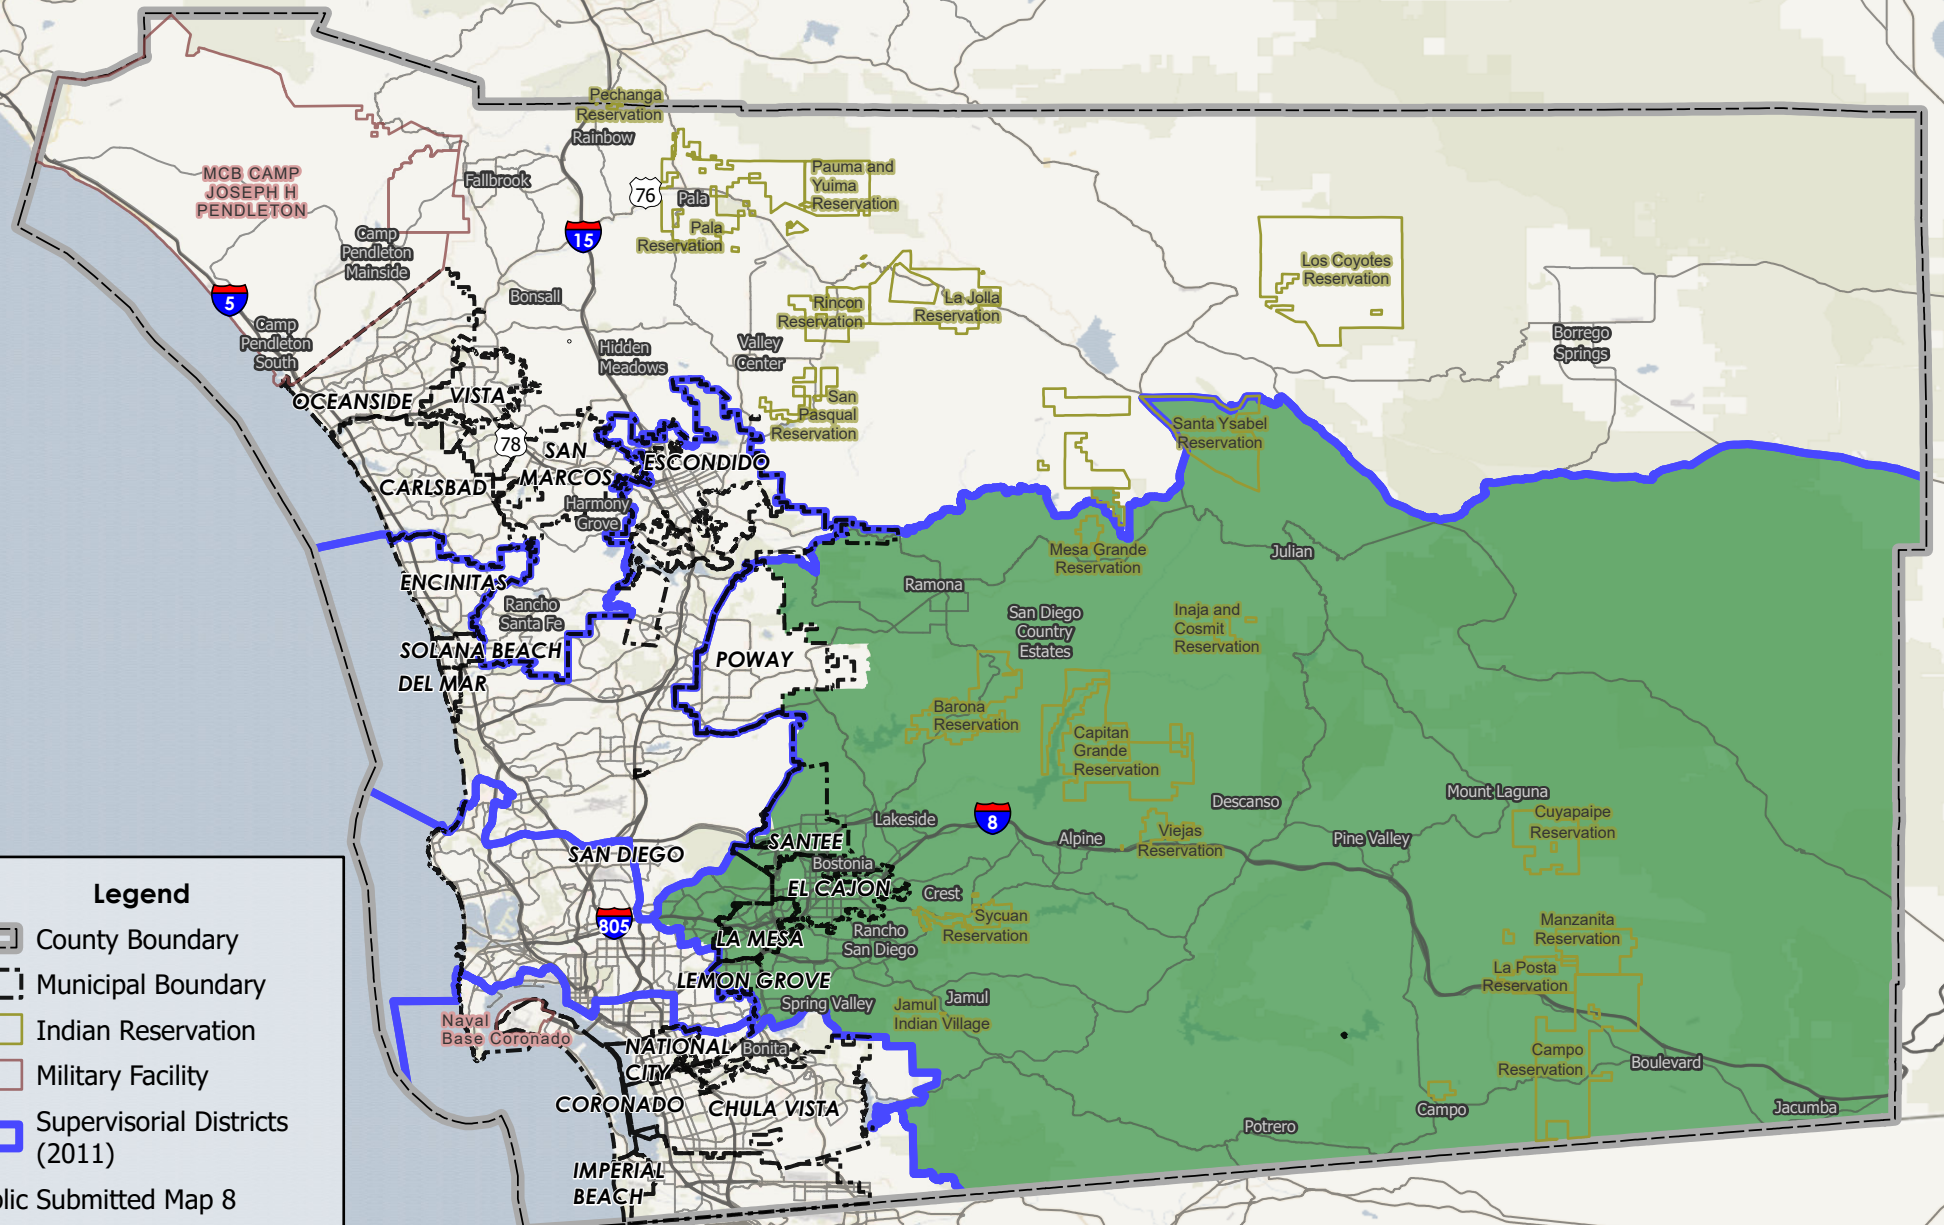 Pechanga
Reservation
Rainbow
MCB CAMP
JOSEPH H
PENDLETON
Fallbrook
76
Pala
Pauma and
Yuima
Reservation
Pala
Reservation
15
Camp
Pendleton
Mainside
5
Bonsall
Los Coyotes
Reservation
Rincon
Reservation
La Jolla
Reservation
Camp
Pendleton
South
Hidden
Meadows
Valley
Center
Borrego
Springs
OCEANSIDE
VISTA
San
Pasqual
Reservation
78
SAN
MARCOS
ESCONDIDO
Santa Ysabel
Reservation
CARLSBAD
Harmony
Grove
Mesa Grande
Reservation
Julian
ENCINITAS
Rancho
Santa Fe
Ramona
San Diego
Country
Estates
Inaja and
Cosmit
Reservation
SOLANA BEACH
DEL MAR
POWAY
Barona
Reservation
Capitan
Grande
Reservation
Descanso
Mount Laguna
Cuyapaipe
Reservation
Lakeside
8
Alpine
Viejas
Reservation
Pine Valley
SANTEE
SAN DIEGO
Bostonia
EL CAJON
Crest
805
Sycuan
Reservation
Rancho
San Diego
LA MESA
LEMON GROVE
Spring Valley
Jamul
Indian Village
Jamul
Manzanita
Reservation
La Posta
Reservation
Naval
Base Coronado
NATIONAL
CITY
Bonita
CORONADO
CHULA VISTA
Campo
Reservation
Boulevard
Campo
Jacumba
Potrero
IMPERIAL
BEACH
Legend
County Boundary
Municipal Boundary
Indian Reservation
Military Facility
Supervisorial Districts
(2011)
lic Submitted Map 8